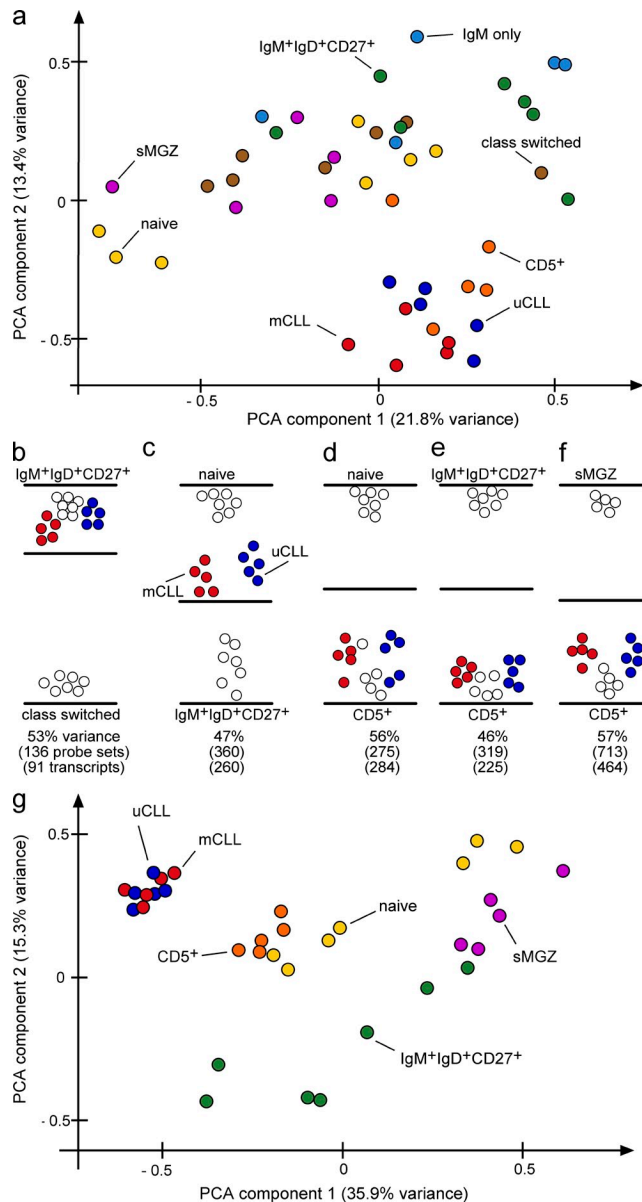 a
IgM+IgD+CD27+
IgM only
0.5
sMGZ
class switched
0
naive
CD5+
mCLL
uCLL
- 0.5
PCA component 2 (13.4% variance)
- 0.5 0 0.5
PCA component 1 (21.8% variance)
b c d e f
IgM+IgD+CD27+ naive naive IgM+IgD+CD27+ sMGZ
uCLL
mCLL
class switched IgM+IgD+CD27+ CD5+ CD5+ CD5+
53% variance 47% 56% 46% 57%
(136 probe sets) (360) (275) (319) (713)
(91 transcripts) (260) (284) (225) (464)
g
uCLL
mCLL
0.5
naive
CD5+
sMGZ
0
IgM+IgD+CD27+
- 0.5
PCA component 2 (15.3% variance)
- 0.5 0 0.5
PCA component 1 (35.9% variance)